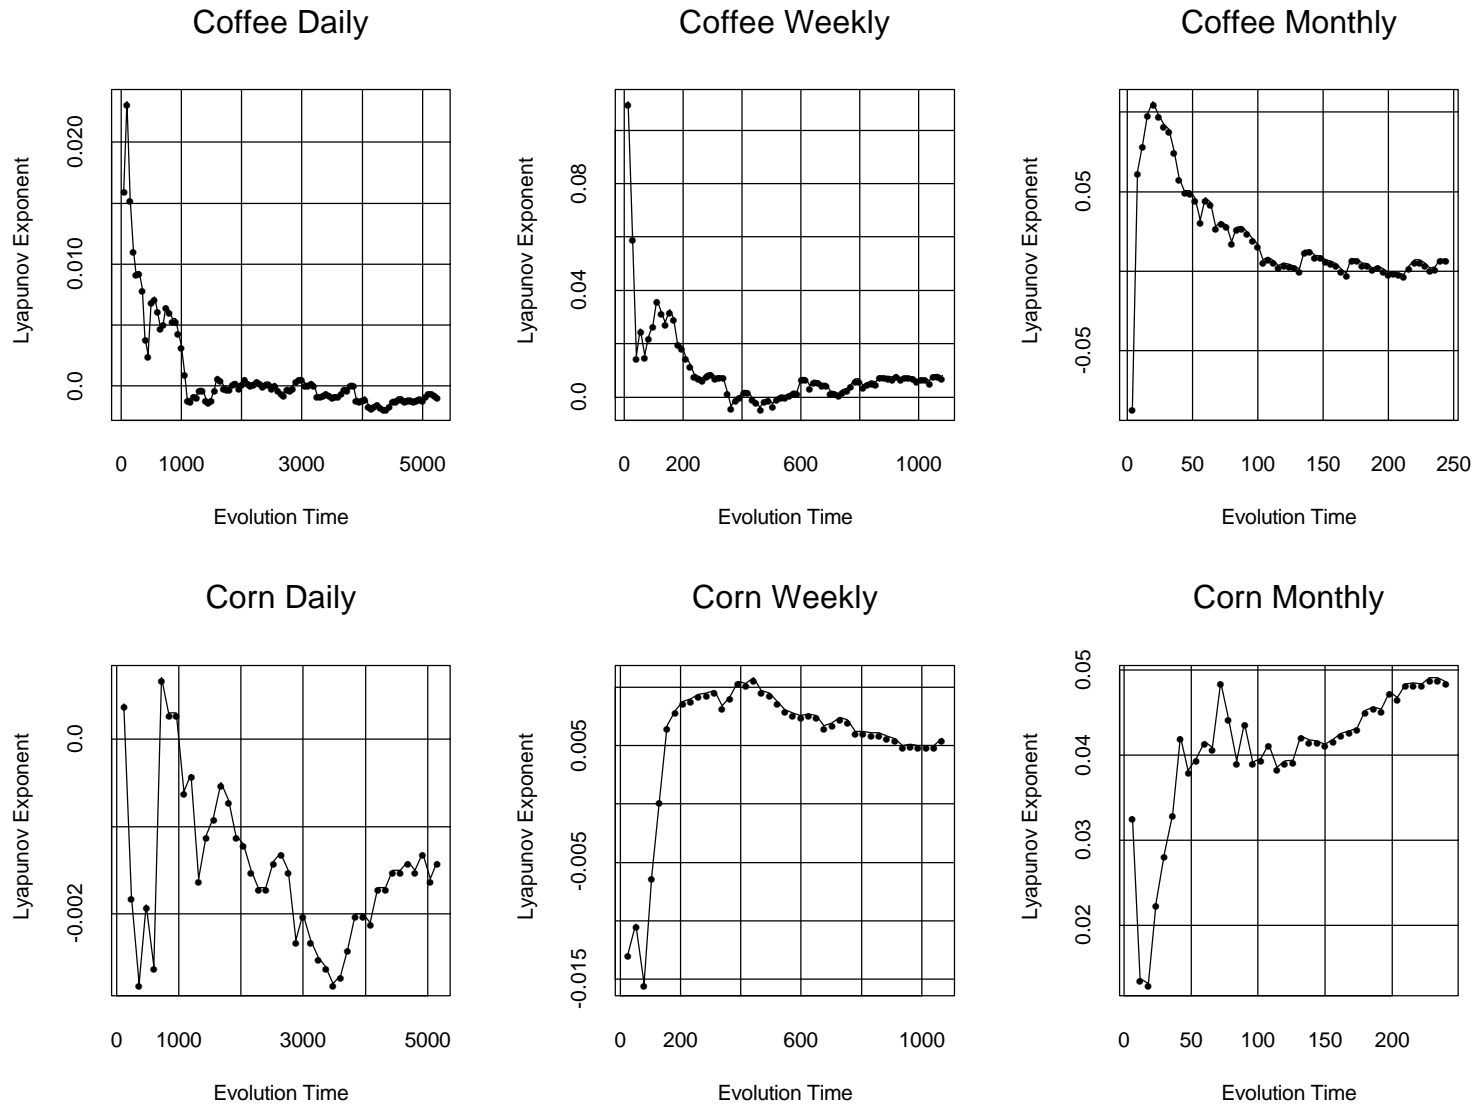 Coffee Daily
Lyapunov Exponent
0.020
0.010
0.0
0 1000 3000 5000
Evolution Time
Coffee Weekly
Lyapunov Exponent
0.08
0.04
0.0
0 200 600 1000
Evolution Time
Coffee Monthly
Lyapunov Exponent
0.05
-0.05
0 50 100 150 200 250
Evolution Time
Corn Daily
Lyapunov Exponent
0.0
-0.002
0 1000 3000 5000
Evolution Time
Corn Weekly
Lyapunov Exponent
0.005
-0.005
-0.015
0 200 600 1000
Evolution Time
Corn Monthly
Lyapunov Exponent
0.05
0.04
0.03
0.02
0 50 100 150 200
Evolution Time